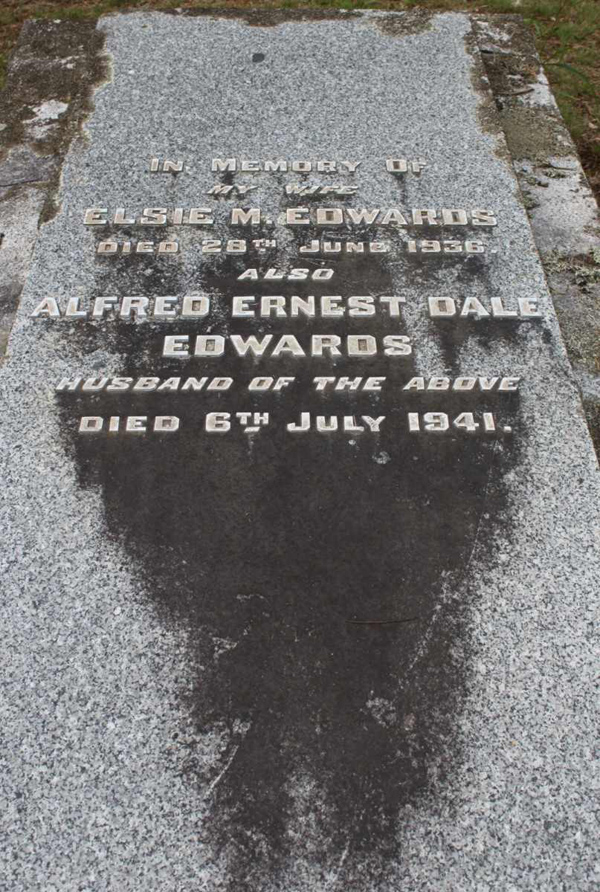 In Memory Of
My Wife
Elsie M. Edwards
Died 28th June 1936.
Also
Alfred Ernest Dale
Edwards
Husband of the above
Died 6th July 1941.